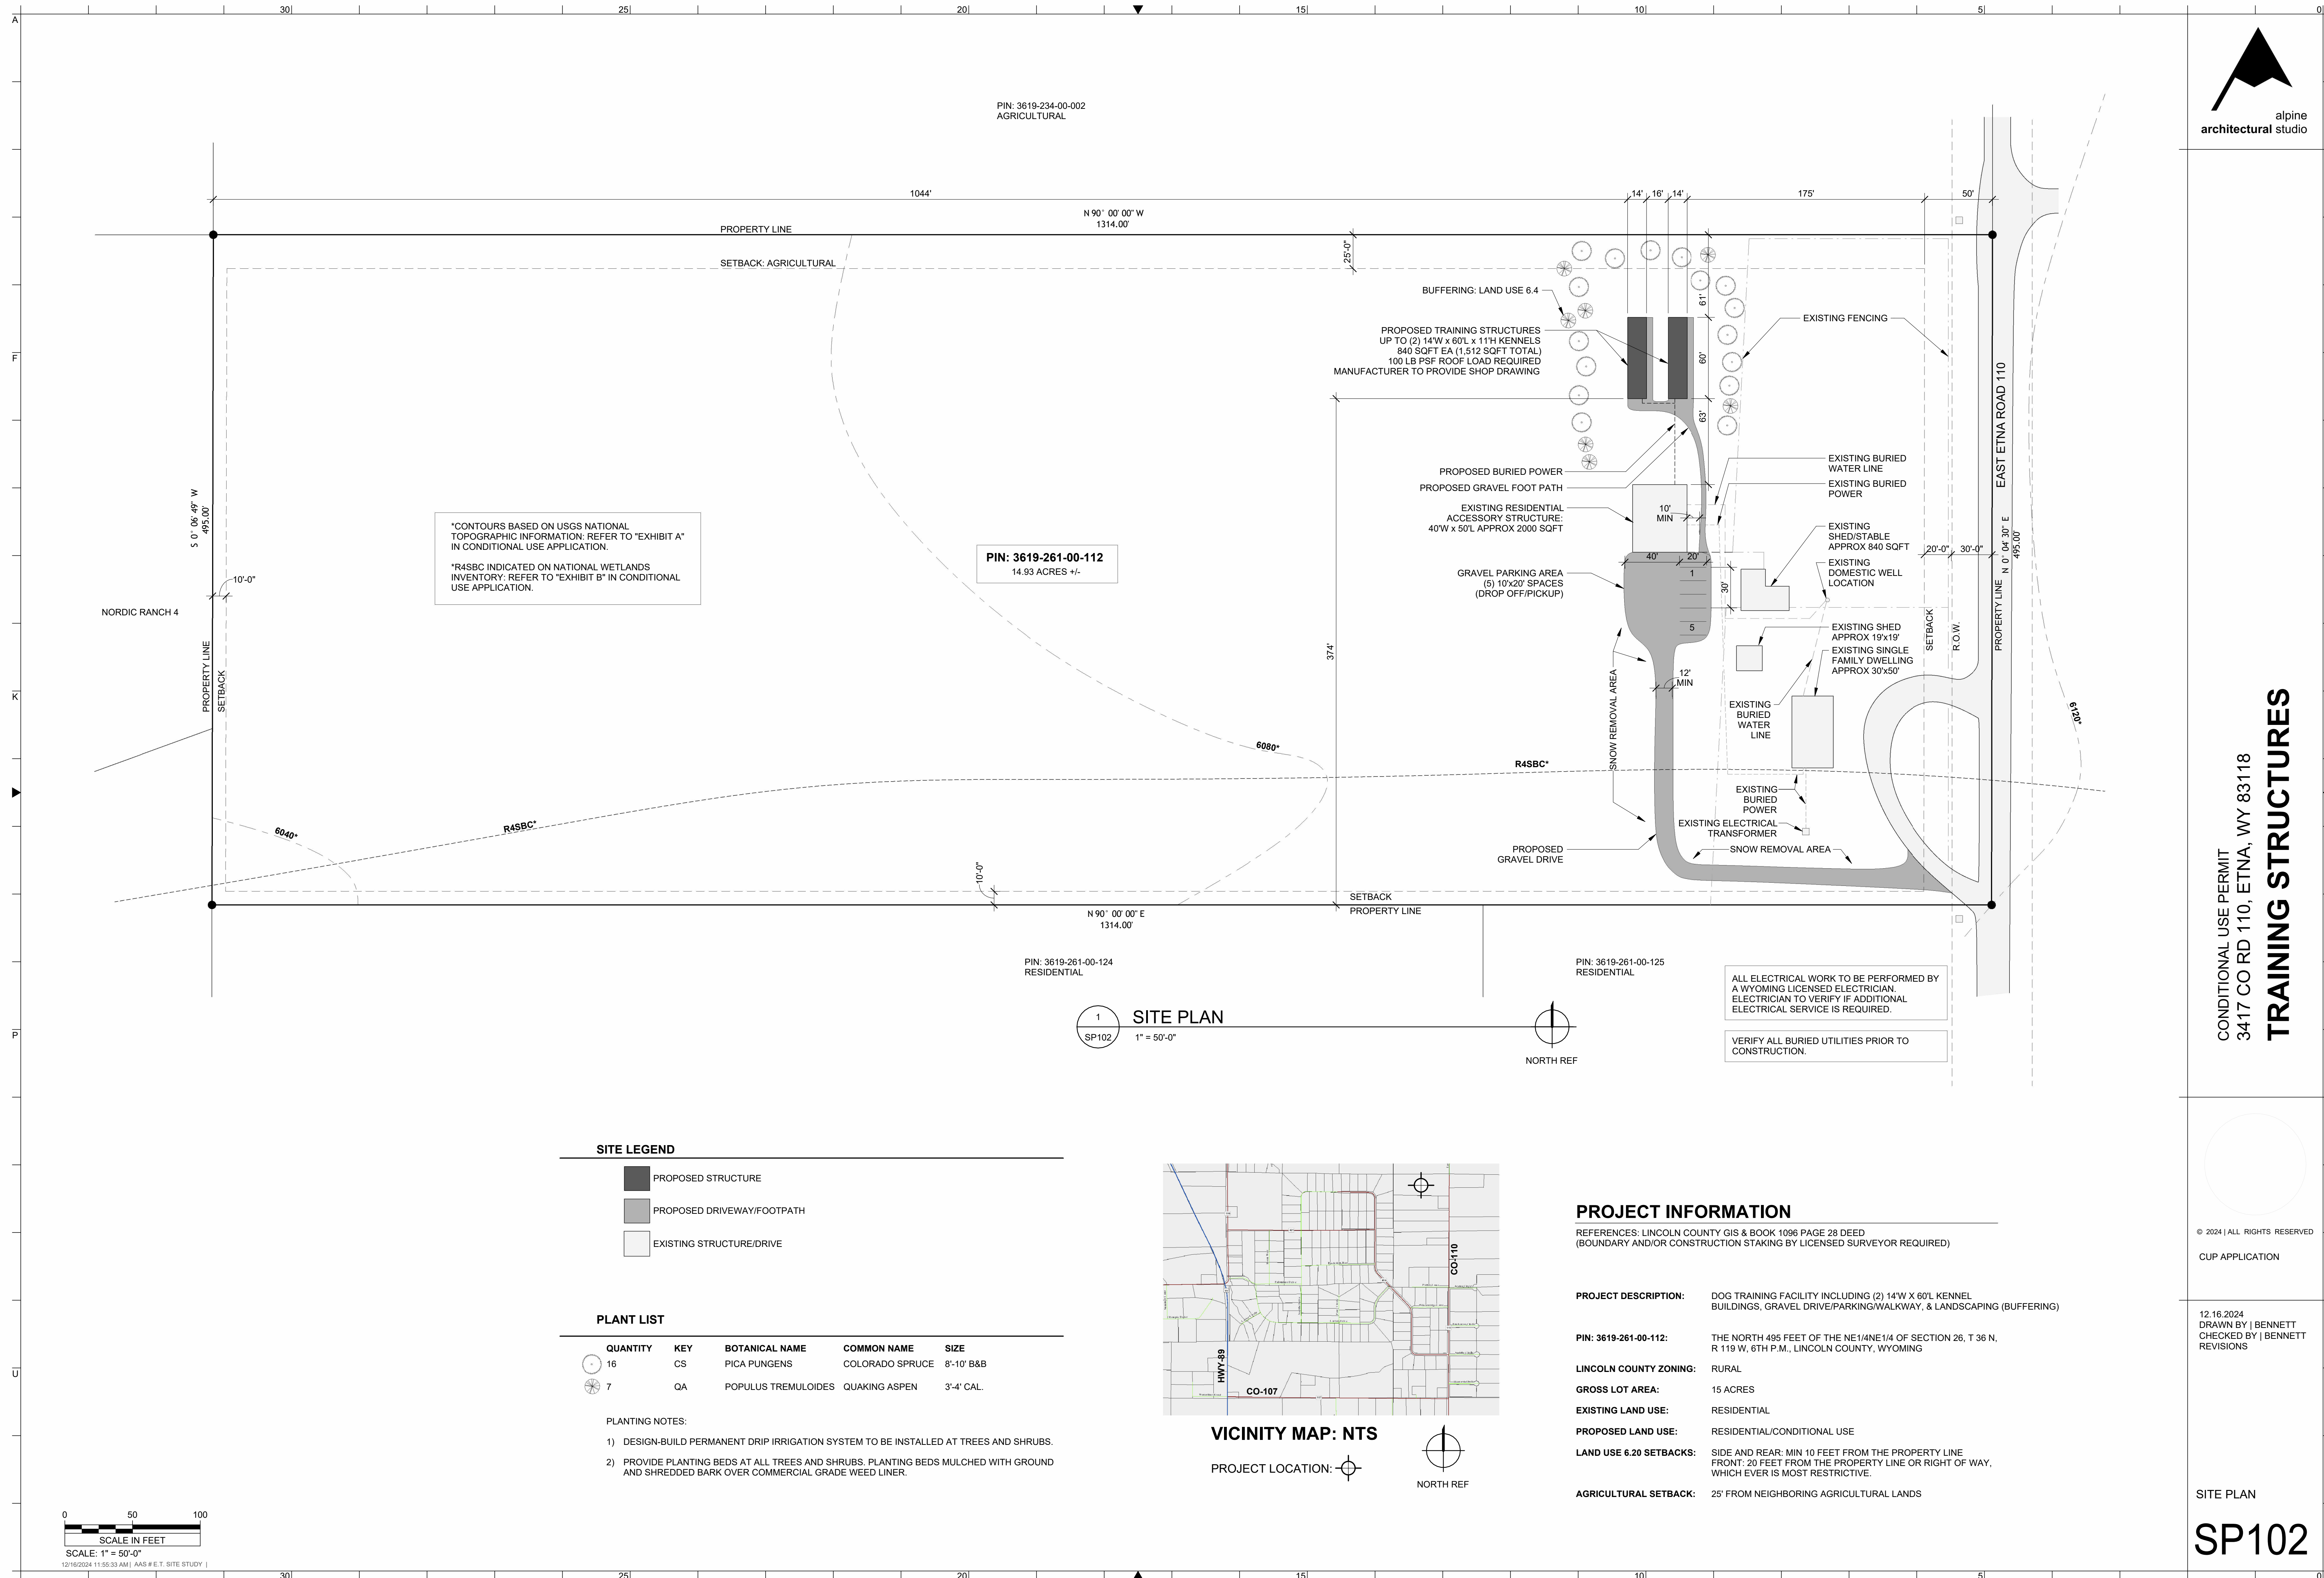 30
25
20
15
10
5
0
A
F
K
P
U
alpine
architectural studio
CONDITIONAL USE PERMIT
3417 CO RD 110, ETNA, WY 83118
TRAINING STRUCTURES
© 2024 | ALL RIGHTS RESERVED
CUP APPLICATION
12.16.2024
DRAWN BY | BENNETT
CHECKED BY | BENNETT
REVISIONS
SITE PLAN
SP102
PIN: 3619-234-00-002
AGRICULTURAL
1044'
14'
16'
14'
175'
50'
N 90° 00' 00" W
1314.00'
PROPERTY LINE
SETBACK: AGRICULTURAL
25'-0"
61'
60'
63'
BUFFERING: LAND USE 6.4
PROPOSED TRAINING STRUCTURES
UP TO (2) 14'W x 60'L x 11'H KENNELS
840 SQFT EA (1,512 SQFT TOTAL)
100 LB PSF ROOF LOAD REQUIRED
MANUFACTURER TO PROVIDE SHOP DRAWING
EXISTING FENCING
EAST ETNA ROAD 110
PROPOSED BURIED POWER
PROPOSED GRAVEL FOOT PATH
EXISTING RESIDENTIAL
ACCESSORY STRUCTURE:
40'W x 50'L APPROX 2000 SQFT
10'
MIN
EXISTING BURIED
WATER LINE
EXISTING BURIED
POWER
EXISTING
SHED/STABLE
APPROX 840 SQFT
EXISTING
DOMESTIC WELL
LOCATION
20'-0"
30'-0"
N 0° 04' 30" E
495.00'
40'
20'
1
5
30'
GRAVEL PARKING AREA
(5) 10'x20' SPACES
(DROP OFF/PICKUP)
EXISTING SHED
APPROX 19'x19'
EXISTING SINGLE
FAMILY DWELLING
APPROX 30'x50'
SETBACK
R.O.W.
PROPERTY LINE
S 0° 06' 49" W
495.00'
*CONTOURS BASED ON USGS NATIONAL
TOPOGRAPHIC INFORMATION: REFER TO "EXHIBIT A"
IN CONDITIONAL USE APPLICATION.
*R4SBC INDICATED ON NATIONAL WETLANDS
INVENTORY: REFER TO "EXHIBIT B" IN CONDITIONAL
USE APPLICATION.
PIN: 3619-261-00-112
14.93 ACRES +/-
10'-0"
NORDIC RANCH 4
PROPERTY LINE
SETBACK
374'
SNOW REMOVAL AREA
12'
MIN
EXISTING
BURIED
WATER
LINE
6120*
6080*
R4SBC*
EXISTING
BURIED
POWER
EXISTING ELECTRICAL
TRANSFORMER
SNOW REMOVAL AREA
PROPOSED
GRAVEL DRIVE
6040*
R4SBC*
10'-0"
SETBACK
PROPERTY LINE
N 90° 00' 00" E
1314.00'
PIN: 3619-261-00-124
RESIDENTIAL
PIN: 3619-261-00-125
RESIDENTIAL
ALL ELECTRICAL WORK TO BE PERFORMED BY
A WYOMING LICENSED ELECTRICIAN.
ELECTRICIAN TO VERIFY IF ADDITIONAL
ELECTRICAL SERVICE IS REQUIRED.
VERIFY ALL BURIED UTILITIES PRIOR TO
CONSTRUCTION.
1
SP102
SITE PLAN
1" = 50'-0"
NORTH REF
SITE LEGEND
PROPOSED STRUCTURE
PROPOSED DRIVEWAY/FOOTPATH
EXISTING STRUCTURE/DRIVE
PLANT LIST
QUANTITY KEY BOTANICAL NAME COMMON NAME SIZE
16 CS PICA PUNGENS COLORADO SPRUCE 8'-10' B&B
7 QA POPULUS TREMULOIDES QUAKING ASPEN 3'-4' CAL.
PLANTING NOTES:
1) DESIGN-BUILD PERMANENT DRIP IRRIGATION SYSTEM TO BE INSTALLED AT TREES AND SHRUBS.
2) PROVIDE PLANTING BEDS AT ALL TREES AND SHRUBS. PLANTING BEDS MULCHED WITH GROUND
AND SHREDDED BARK OVER COMMERCIAL GRADE WEED LINER.
CO-110
HWY-89
CO-107
VICINITY MAP: NTS
PROJECT LOCATION:
NORTH REF
PROJECT INFORMATION
REFERENCES: LINCOLN COUNTY GIS & BOOK 1096 PAGE 28 DEED
(BOUNDARY AND/OR CONSTRUCTION STAKING BY LICENSED SURVEYOR REQUIRED)
PROJECT DESCRIPTION: DOG TRAINING FACILITY INCLUDING (2) 14'W X 60'L KENNEL
BUILDINGS, GRAVEL DRIVE/PARKING/WALKWAY, & LANDSCAPING (BUFFERING)
PIN: 3619-261-00-112: THE NORTH 495 FEET OF THE NE1/4NE1/4 OF SECTION 26, T 36 N,
R 119 W, 6TH P.M., LINCOLN COUNTY, WYOMING
LINCOLN COUNTY ZONING: RURAL
GROSS LOT AREA: 15 ACRES
EXISTING LAND USE: RESIDENTIAL
PROPOSED LAND USE: RESIDENTIAL/CONDITIONAL USE
LAND USE 6.20 SETBACKS: SIDE AND REAR: MIN 10 FEET FROM THE PROPERTY LINE
FRONT: 20 FEET FROM THE PROPERTY LINE OR RIGHT OF WAY,
WHICH EVER IS MOST RESTRICTIVE.
AGRICULTURAL SETBACK: 25' FROM NEIGHBORING AGRICULTURAL LANDS
0 50 100
SCALE IN FEET
SCALE: 1" = 50'-0"
12/16/2024 11:55:33 AM | AAS # E.T. SITE STUDY |
30
25
20
15
10
5
0